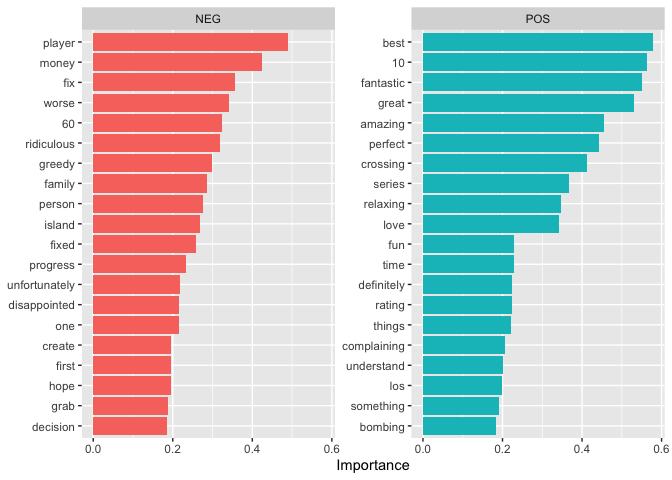 NEG
player
money
fix
worse
60
ridiculous
greedy
family
person
island
fixed
progress
unfortunately
disappointed
one
create
first
hope
grab
decision
0.0 0.2 0.4 0.6
POS
best
10
fantastic
great
amazing
perfect
crossing
series
relaxing
love
fun
time
definitely
rating
things
complaining
understand
los
something
bombing
0.0 0.2 0.4 0.6
Importance